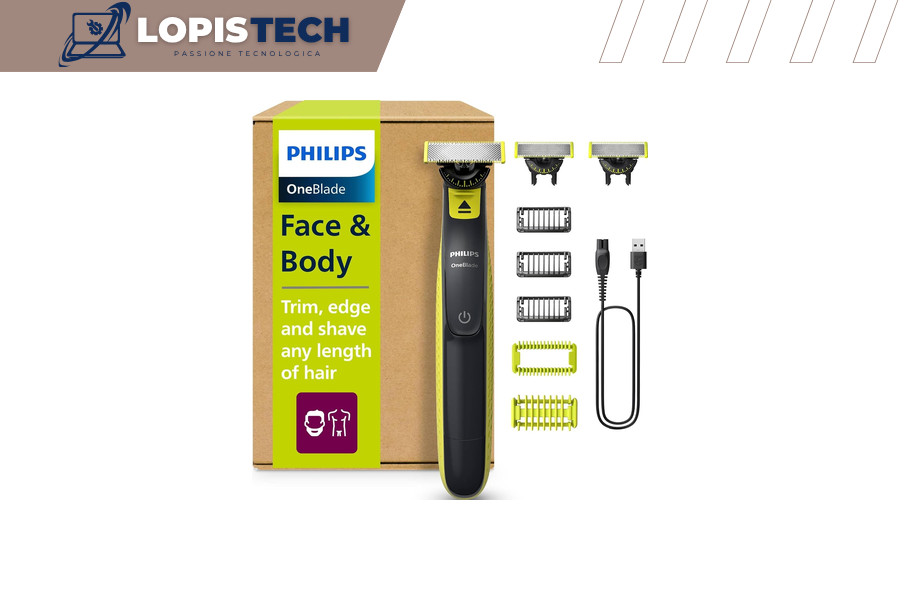 LOPISTECH
PASSIONE TECNOLOGICA
PHILIPS
OneBlade
Face &
Body
Trim, edge
and shave
any length
of hair
PHILIPS
OneBlade